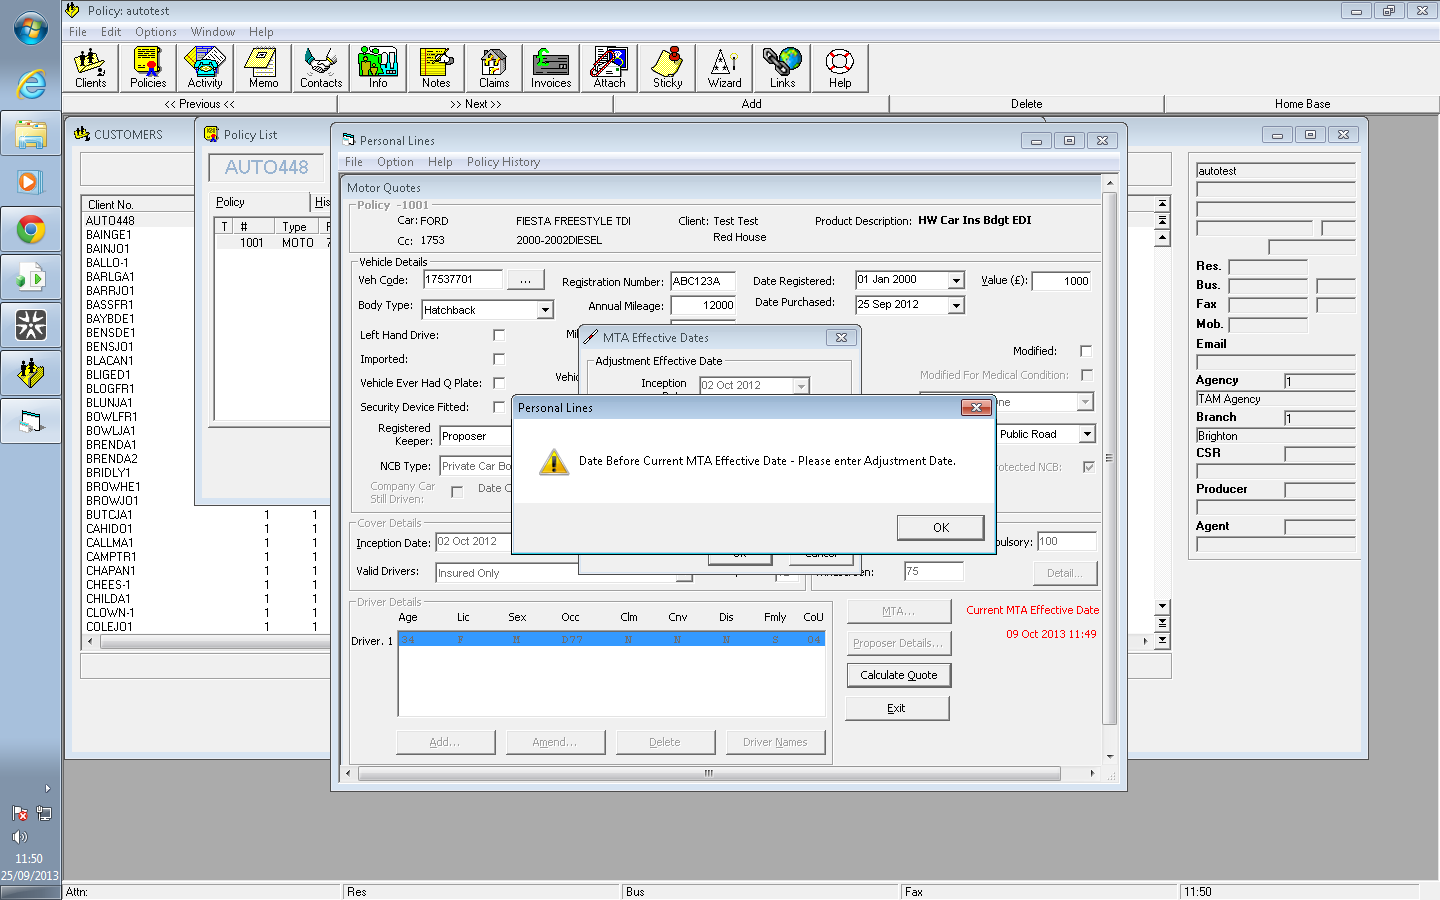 Policy: autotest
File Edit Options Window Help
Clients Policies Activity Memo Contacts Info Notes Claims Invoices Attach Sticky Wizard Links Help
<< Previous << >> Next >> Add Delete Home Base
CUSTOMERS
Client No.
AUTO448
BAINGE1
BAINJO1
BALLO-1
BARLGA1
BARRJO1
BASSFR1
BAYBDE1
BENSDE1
BENSJO1
BLACAN1
BLIGED1
BLOGFR1
BLUNJA1
BOWLFR1
BOWLJA1
BRENDA1
BRENDA2
BRIDLY1
BROWHE1
BROWJO1
BUTCJA1 1 1
CAHIDO1 1 1
CALLMA1 1 1
CAMPTR1 1 1
CHAPAN1 1 1
CHEES-1 1 1
CHILDA1 1 1
CLOWN-1 1 1
COLEJO1 1 1
Policy List
AUTO448
Policy His
T # Type
1001 MOTO
Personal Lines
File Option Help Policy History
Motor Quotes
Policy -1001
Car: FORD FIESTA FREESTYLE TDI Client: Test Test Product Description: HW Car Ins Bdgt EDI
Cc: 1753 2000-2002DIESEL Red House
Vehicle Details
Veh Code: 17537701 ... Registration Number: ABC123A Date Registered: 01 Jan 2000 Value (£): 1000
Body Type: Hatchback Annual Mileage: 12000 Date Purchased: 25 Sep 2012
Left Hand Drive: Mil
Imported: Modified:
Vehicle Ever Had Q Plate: Vehic Modified For Medical Condition:
Security Device Fitted: ne
Registered Keeper: Proposer Public Road
NCB Type: Private Car Bo rotected NCB:
Company Car Still Driven: Date C
MTA Effective Dates
Adjustment Effective Date
Inception 02 Oct 2012
Personal Lines
Date Before Current MTA Effective Date - Please enter Adjustment Date.
OK
Cover Details
Inception Date: 02 Oct 2012 pulsory: 100
Valid Drivers: Insured Only 75 Detail...
Driver Details
Age Lic Sex Occ Clm Cnv Dis Fmly CoU
Driver. 1 34 F M D77 N N N S 04
Add... Amend... Delete Driver Names
MTA...
Proposer Details...
Calculate Quote
Exit
Current MTA Effective Date
09 Oct 2013 11:49
autotest
Res.
Bus.
Fax
Mob.
Email
Agency 1
TAM Agency
Branch 1
Brighton
CSR
Producer
Agent
11:50
25/09/2013
Attn: Res Bus Fax 11:50